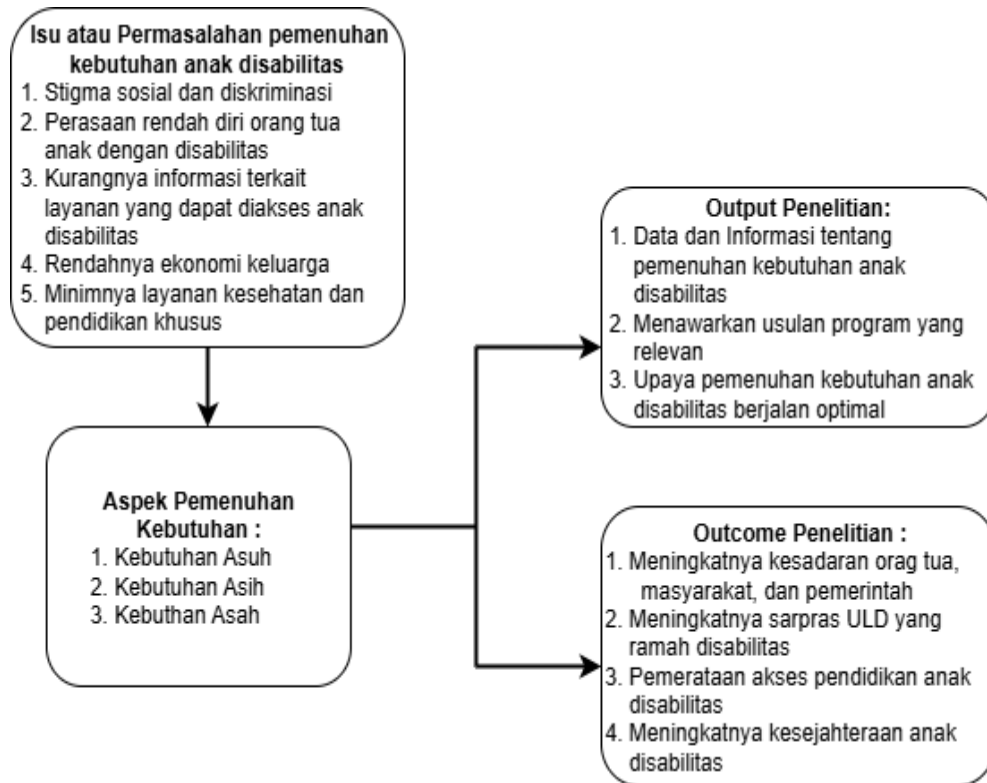 Isu atau Permasalahan pemenuhan
kebutuhan anak disabilitas
1. Stigma sosial dan diskriminasi
2. Perasaan rendah diri orang tua
anak dengan disabilitas
3. Kurangnya informasi terkait
layanan yang dapat diakses anak
disabilitas
4. Rendahnya ekonomi keluarga
5. Minimnya layanan kesehatan dan
pendidikan khusus
Aspek Pemenuhan
Kebutuhan :
1. Kebutuhan Asuh
2. Kebutuhan Asih
3. Kebuthan Asah
Output Penelitian:
1. Data dan Informasi tentang
pemenuhan kebutuhan anak
disabilitas
2. Menawarkan usulan program yang
relevan
3. Upaya pemenuhan kebutuhan anak
disabilitas berjalan optimal
Outcome Penelitian :
1. Meningkatnya kesadaran orag tua,
masyarakat, dan pemerintah
2. Meningkatnya sarpras ULD yang
ramah disabilitas
3. Pemerataan akses pendidikan anak
disabilitas
4. Meningkatnya kesejahteraan anak
disabilitas